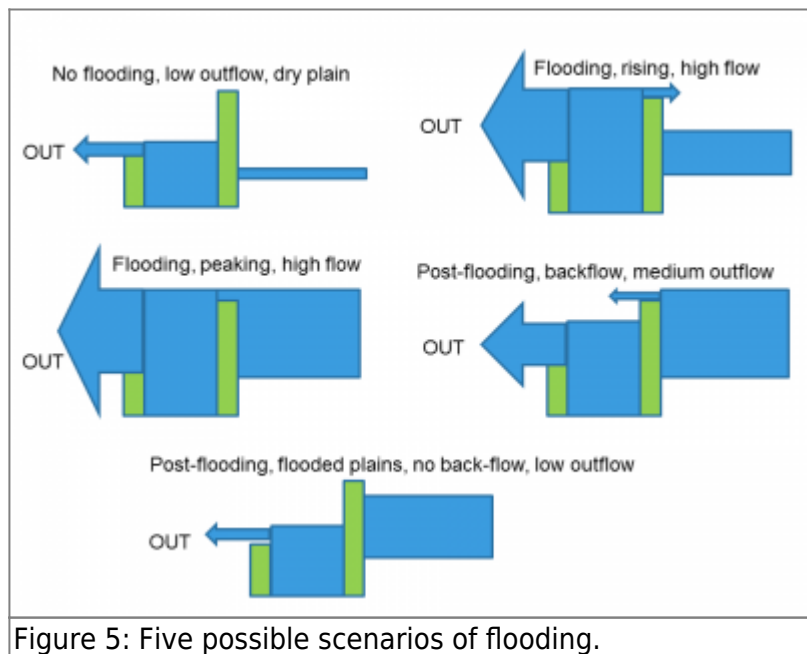 No flooding, low outflow, dry plain
OUT
Flooding, rising, high flow
OUT
Flooding, peaking, high flow
OUT
Post-flooding, backflow, medium outflow
OUT
Post-flooding, flooded plains, no back-flow, low outflow
OUT
Figure 5: Five possible scenarios of flooding.